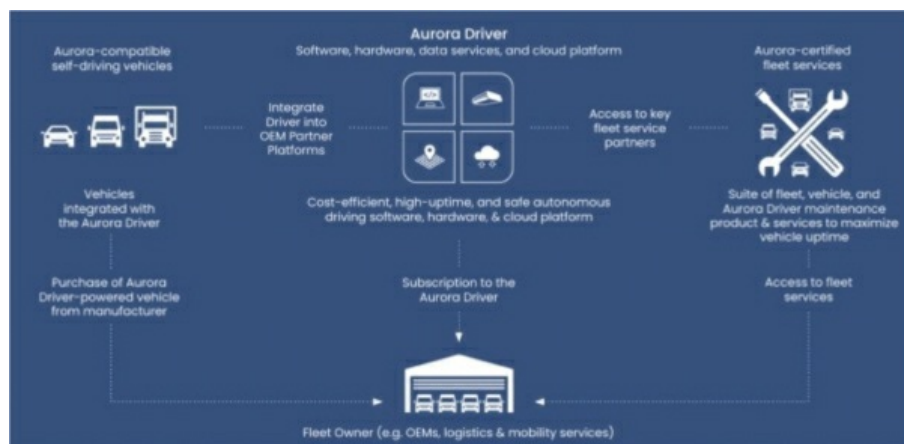 Aurora Driver
Software, hardware, data services, and cloud platform
Aurora-compatible
self-driving vehicles
Aurora-certified
fleet services
Integrate
Driver into
OEM Partner
Platforms
Access to key
fleet service
partners
Vehicles
integrated with
the Aurora Driver
Cost-efficient, high-uptime, and safe autonomous
driving software, hardware, & cloud platform
Suite of fleet, vehicle, and
Aurora Driver maintenance
product & services to maximize
vehicle uptime
Purchase of Aurora
Driver-powered vehicle
from manufacturer
Subscription to the
Aurora Driver
Access to fleet
services
Fleet Owner (e.g. OEMs, logistics & mobility services)